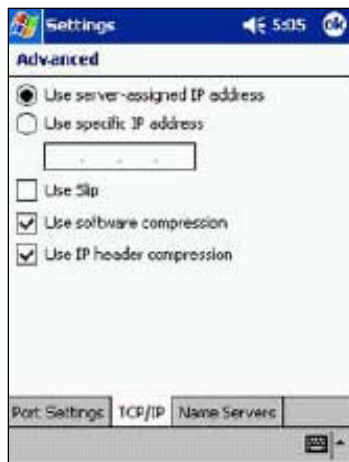 Settings 5:05 ok
Advanced
Use server-assigned IP address
Use specific IP address
. . .
Use Slip
Use software compression
Use IP header compression
Port Settings TCP/IP Name Servers